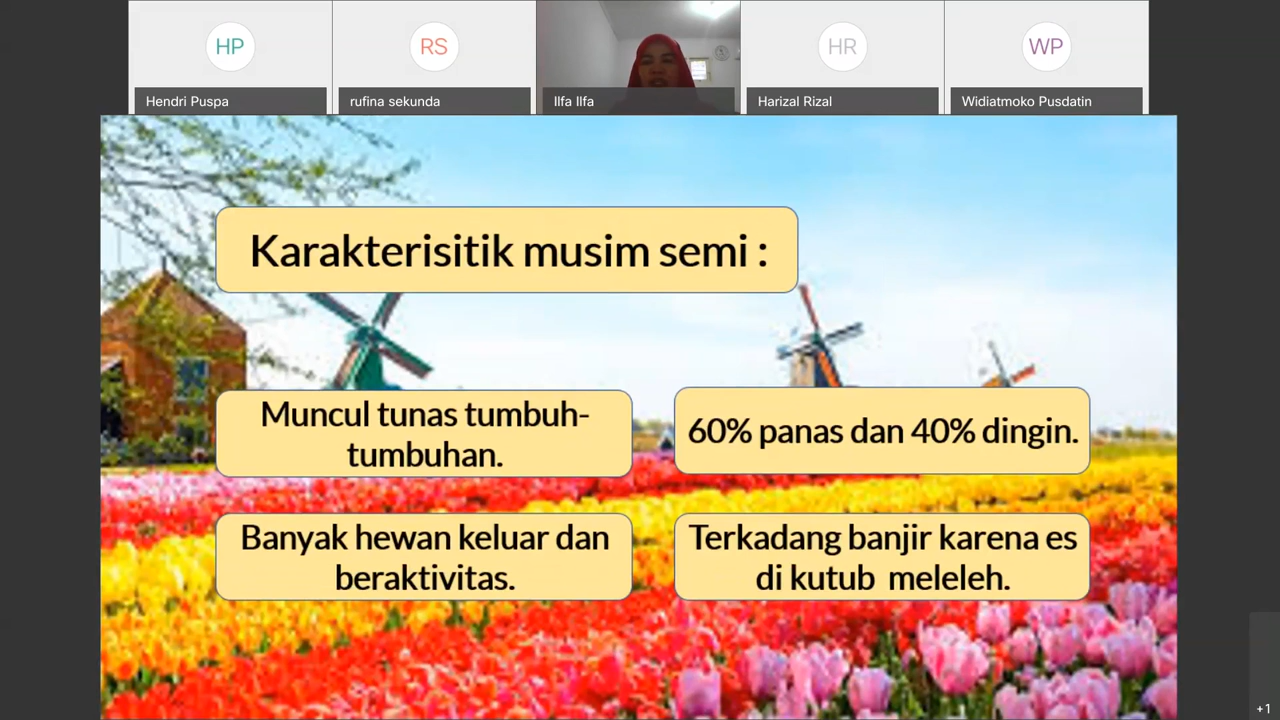 HP
RS
HR
WP
Hendri Puspa
rufina sekunda
Ilfa Ilfa
Harizal Rizal
Widiatmoko Pusdatin
Karakterisitik musim semi :
Muncul tunas tumbuh-
tumbuhan.
60% panas dan 40% dingin.
Banyak hewan keluar dan
beraktivitas.
Terkadang banjir karena es
di kutub meleleh.
+1